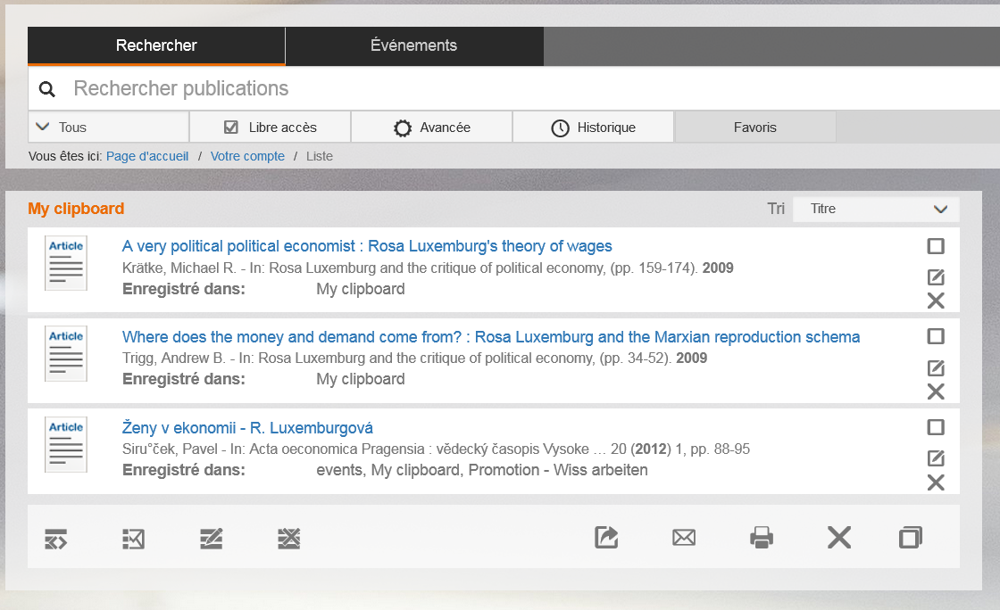 Rechercher
Événements
Rechercher publications
Tous
Libre accès
Avancée
Historique
Favoris
Vous êtes ici: Page d'accueil / Votre compte / Liste
My clipboard
Tri
Titre
Article
A very political political economist : Rosa Luxemburg's theory of wages
Krätke, Michael R. - In: Rosa Luxemburg and the critique of political economy, (pp. 159-174). 2009
Enregistré dans: My clipboard
Article
Where does the money and demand come from? : Rosa Luxemburg and the Marxian reproduction schema
Trigg, Andrew B. - In: Rosa Luxemburg and the critique of political economy, (pp. 34-52). 2009
Enregistré dans: My clipboard
Article
Ženy v ekonomii - R. Luxemburgová
Siru°ček, Pavel - In: Acta oeconomica Pragensia : vědecký časopis Vysoke … 20 (2012) 1, pp. 88-95
Enregistré dans: events, My clipboard, Promotion - Wiss arbeiten